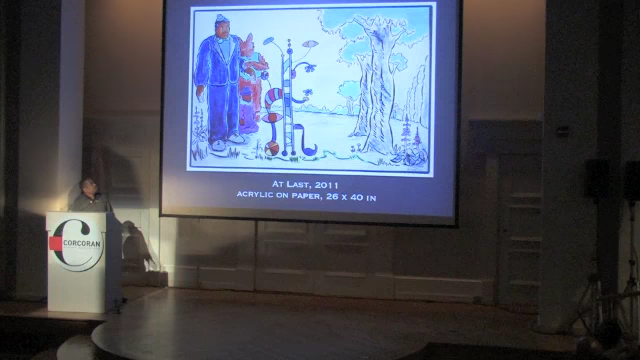 AT LAST, 2011
ACRYLIC ON PAPER, 26 X 40 IN
CORCORAN